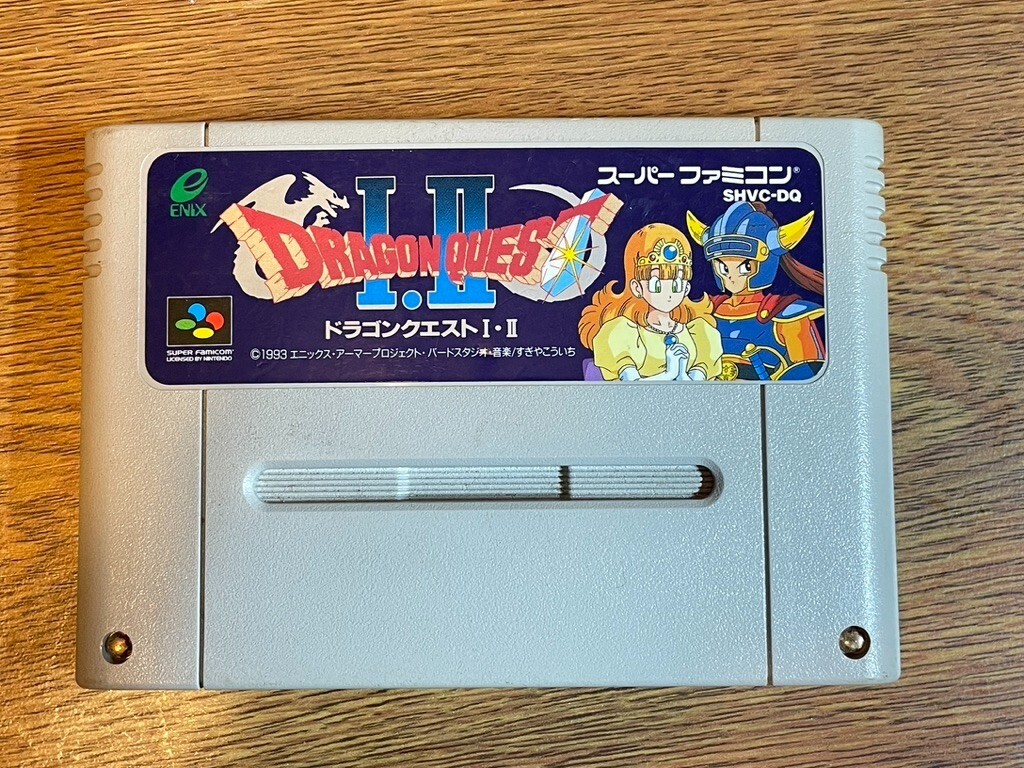 ENIX
I.II
DRAGON QUEST
ドラゴンクエストI・II
スーパーファミコン®
SHVC-DQ
SUPER FAMICOM™
LICENSED BY NINTENDO
©1993 エニックス・アーマープロジェクト・バードスタジオ・音楽/すぎやまこういち